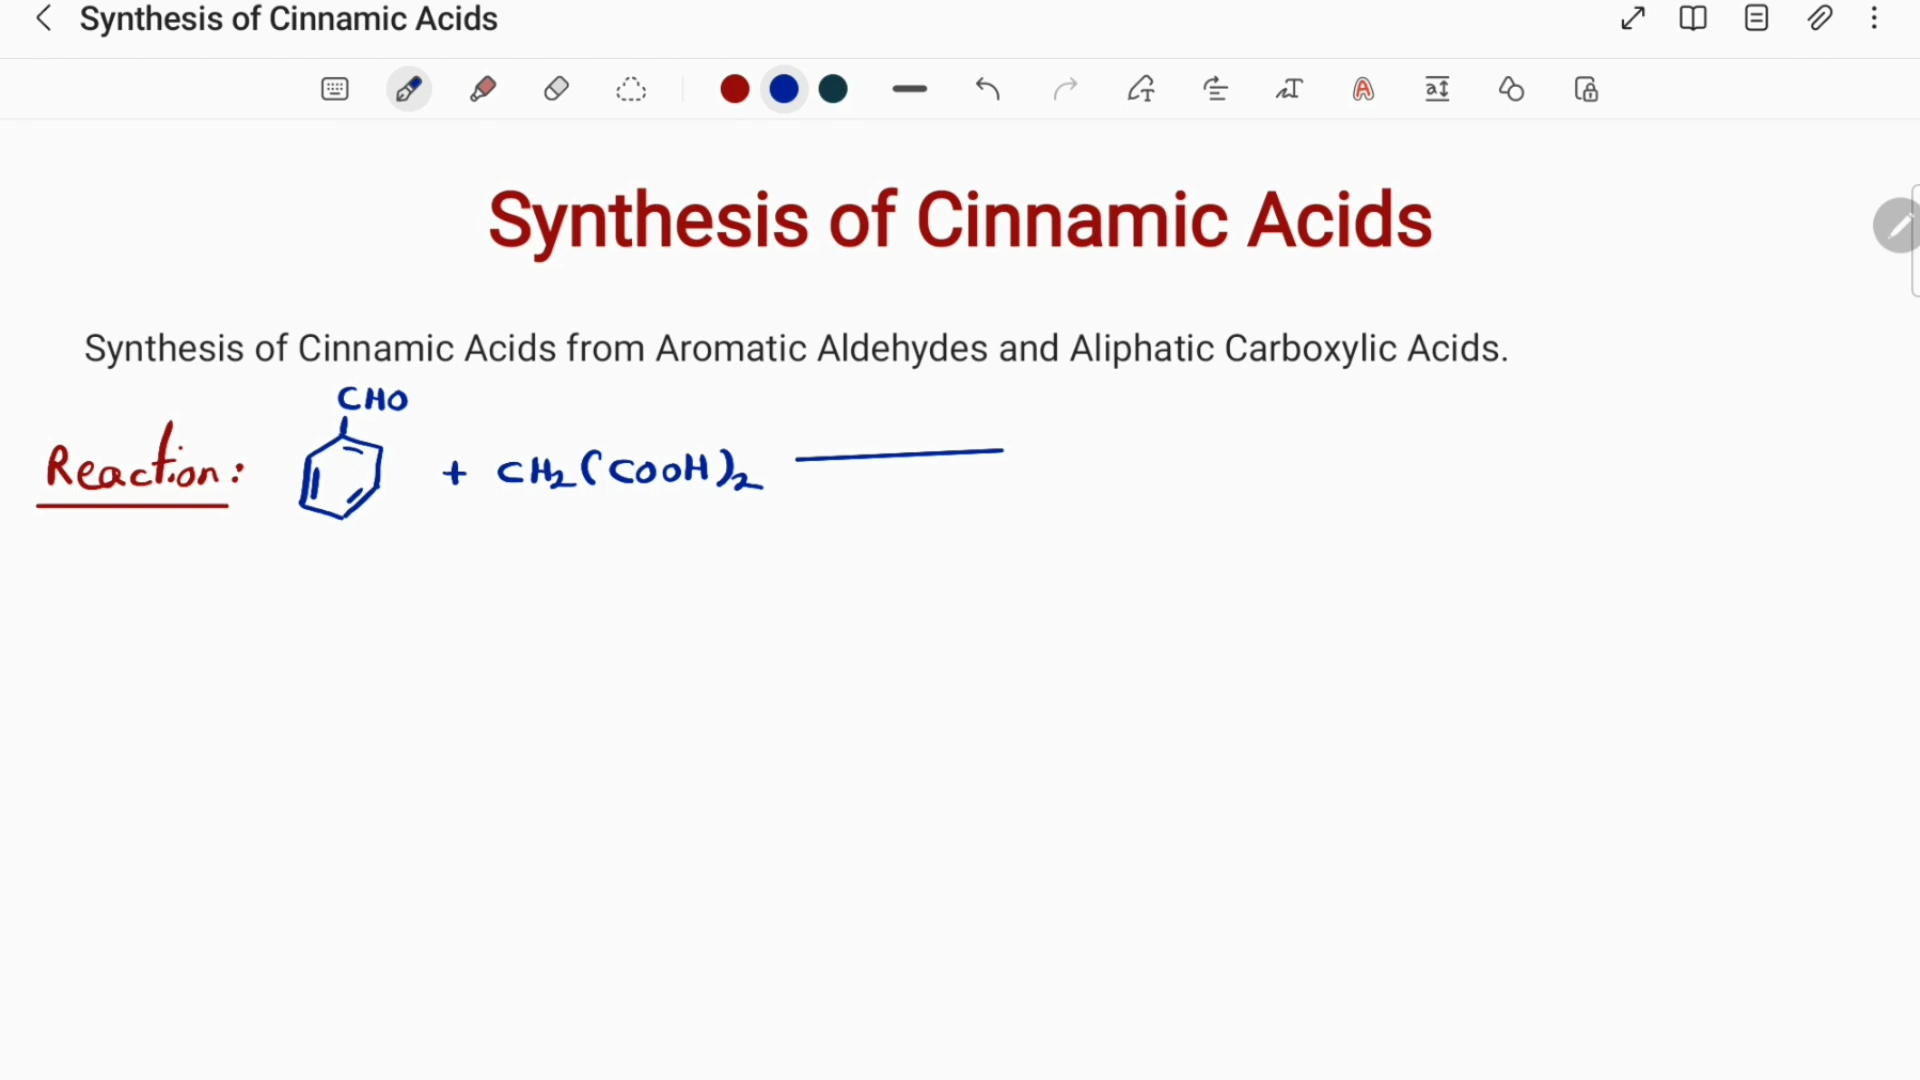 Synthesis of Cinnamic Acids
Synthesis of Cinnamic Acids
Synthesis of Cinnamic Acids from Aromatic Aldehydes and Aliphatic Carboxylic Acids.
CHO
Reaction: + CH₂(COOH)₂